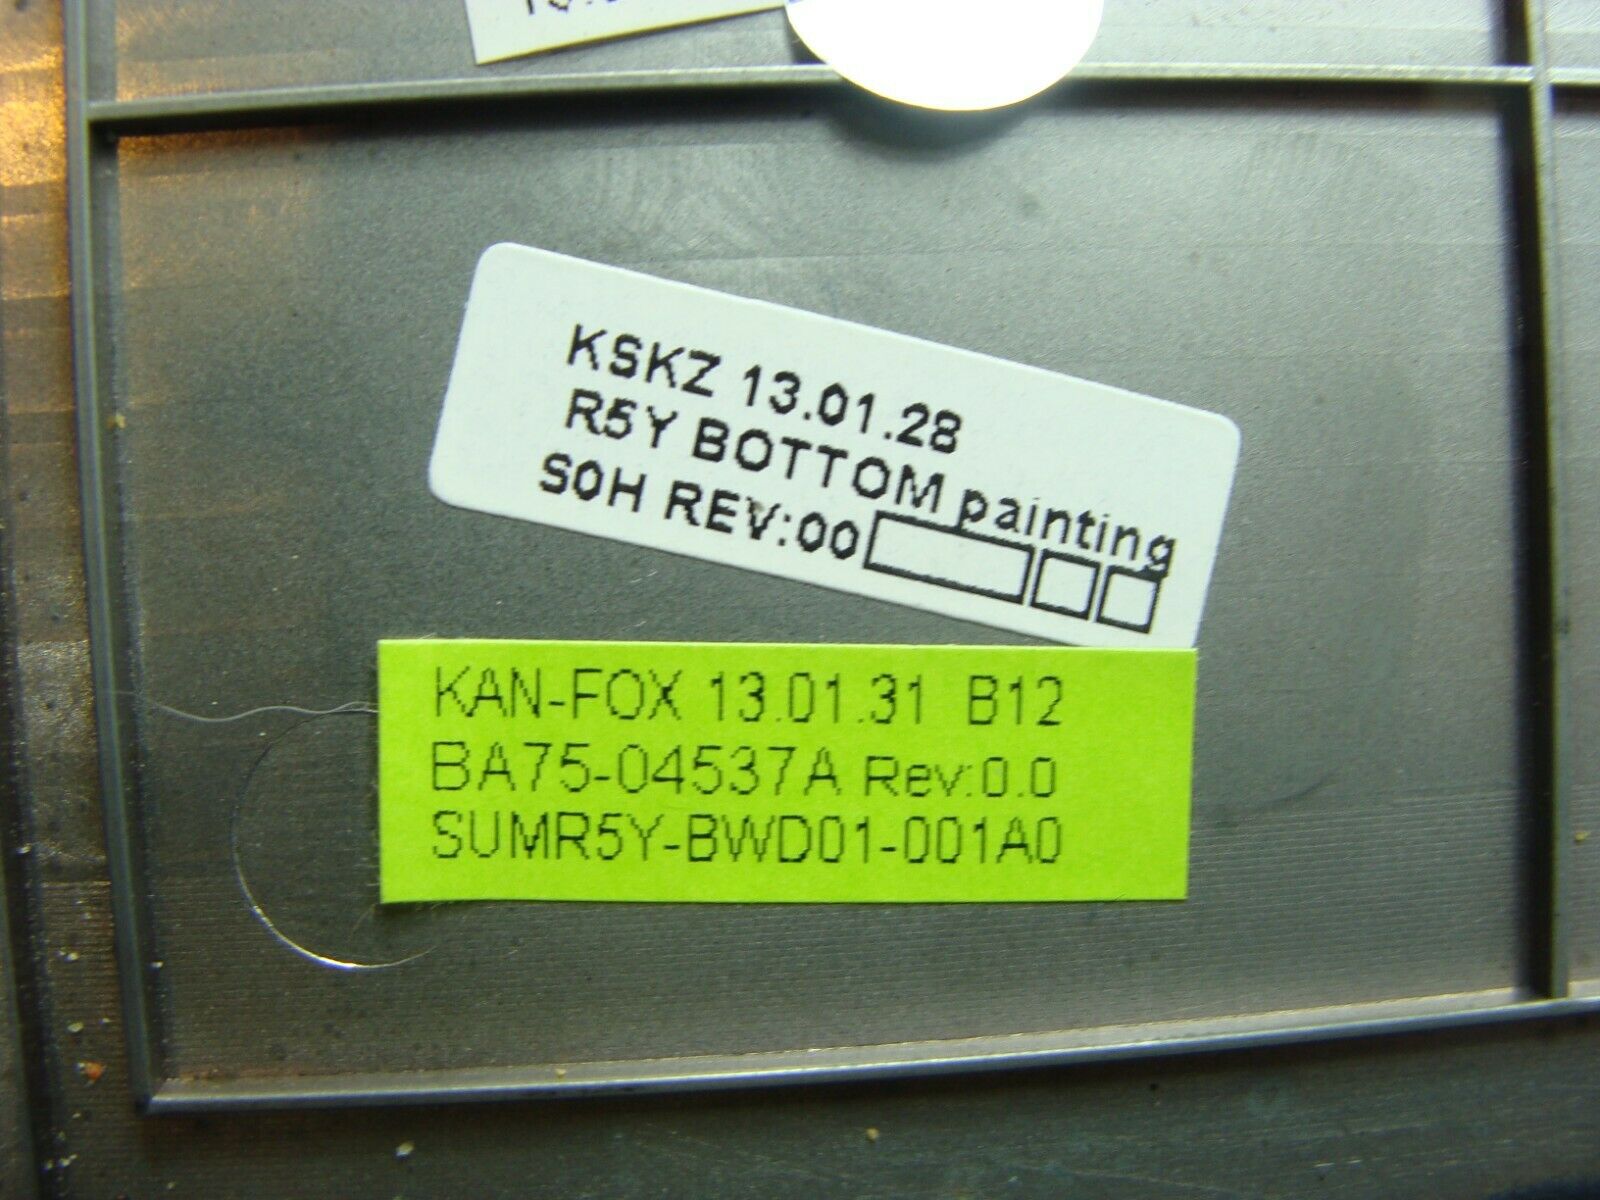 KSKZ 13.01.28
R5Y BOTTOM painting
S0H REV:00
KAN-FOX 13.01.31 B12
BA75-04537A Rev:0.0
SUMR5Y-BWD01-001A0